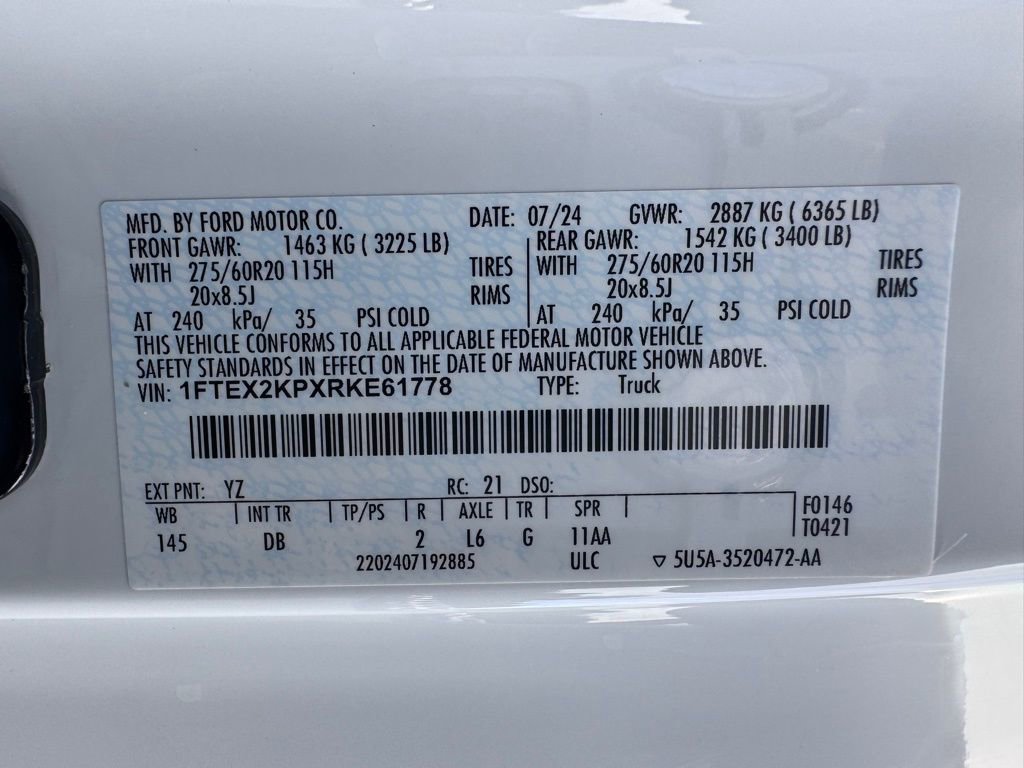 MFD. BY FORD MOTOR CO. DATE: 07/24 GVWR: 2887 KG ( 6365 LB)
FRONT GAWR: 1463 KG ( 3225 LB) REAR GAWR: 1542 KG ( 3400 LB)
WITH 275/60R20 115H TIRES WITH 275/60R20 115H TIRES
20x8.5J RIMS 20x8.5J RIMS
AT 240 kPa/ 35 PSI COLD AT 240 kPa/ 35 PSI COLD
THIS VEHICLE CONFORMS TO ALL APPLICABLE FEDERAL MOTOR VEHICLE
SAFETY STANDARDS IN EFFECT ON THE DATE OF MANUFACTURE SHOWN ABOVE.
VIN: 1FTEX2KPXRKE61778 TYPE: Truck
EXT PNT: YZ RC: 21 DSO:
WB INT TR TP/PS R AXLE TR SPR F0146
145 DB 2 L6 G 11AA T0421
2202407192885 ULC ▽ 5U5A-3520472-AA